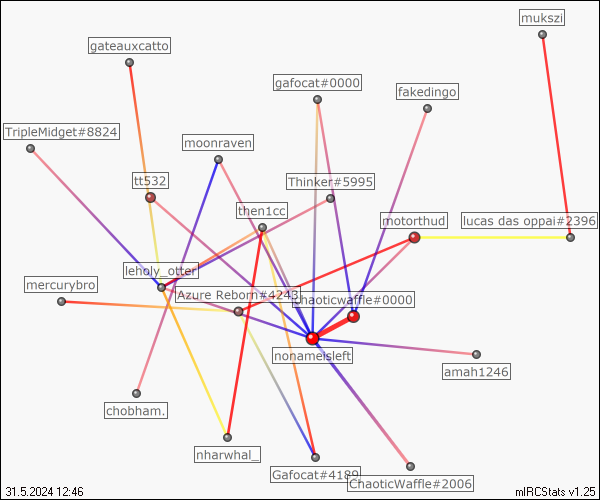 mukszi
gateauxcatto
gafocat#0000
fakedingo
TripleMidget#8824
moonraven
tt532
Thinker#5995
then1cc
motorthud
lucas das oppai#2396
leholy_otter
mercurybro
Azure Reborn#4243
chaoticwaffle#0000
nonameisleft
amah1246
chobham.
nharwhal_
Gafocat#4189
ChaoticWaffle#2006
31.5.2024 12:46
mIRCStats v1.25